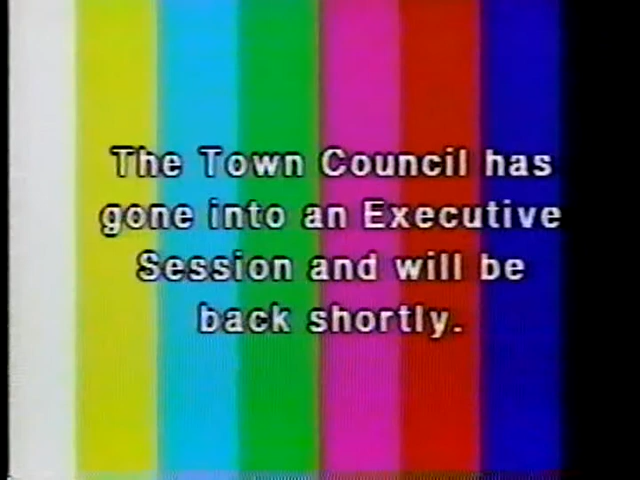 The Town Council has
gone into an Executive
Session and will be
back shortly.